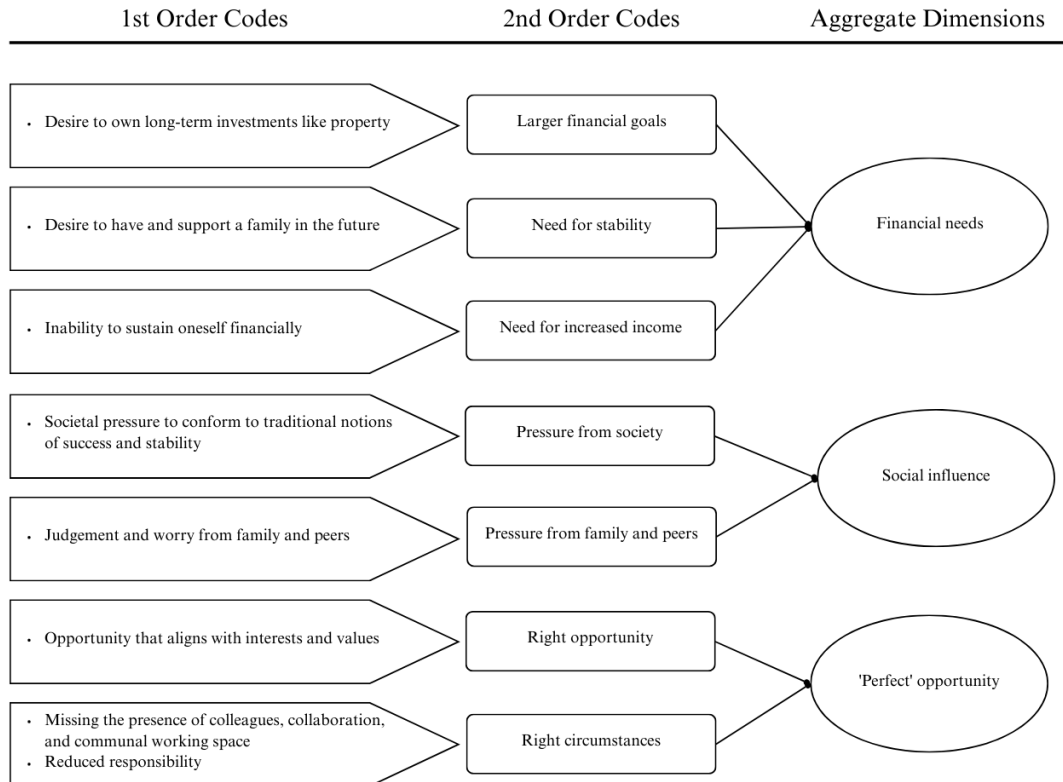 1st Order Codes
2nd Order Codes
Aggregate Dimensions
• Desire to own long-term investments like property
Larger financial goals
• Desire to have and support a family in the future
Need for stability
Financial needs
• Inability to sustain oneself financially
Need for increased income
• Societal pressure to conform to traditional notions
of success and stability
Pressure from society
Social influence
• Judgement and worry from family and peers
Pressure from family and peers
• Opportunity that aligns with interests and values
Right opportunity
'Perfect' opportunity
• Missing the presence of colleagues, collaboration,
and communal working space
• Reduced responsibility
Right circumstances